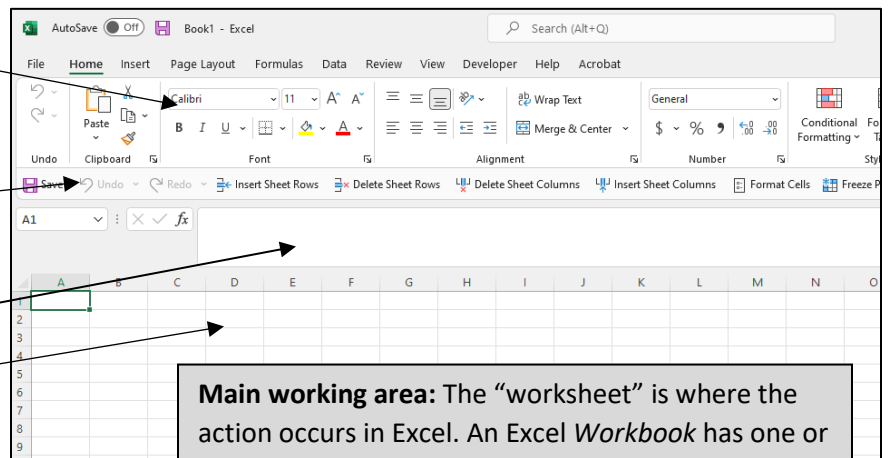 AutoSave Off Book1 - Excel Search (Alt+Q)
File Home Insert Page Layout Formulas Data Review View Developer Help Acrobat
Calibri 11 A^ A˅ ab Wrap Text General
Paste B I U A Merge & Center $ % 9 .00 Conditional
Formatting
Undo Clipboard Font Alignment Number
Save Undo Redo Insert Sheet Rows Delete Sheet Rows Delete Sheet Columns Insert Sheet Columns Format Cells Freeze
A1 fx
A B C D E F G H I J K L M N O
1
2
3
4
5
6
7
8
9
Main working area: The “worksheet” is where the
action occurs in Excel. An Excel Workbook has one or